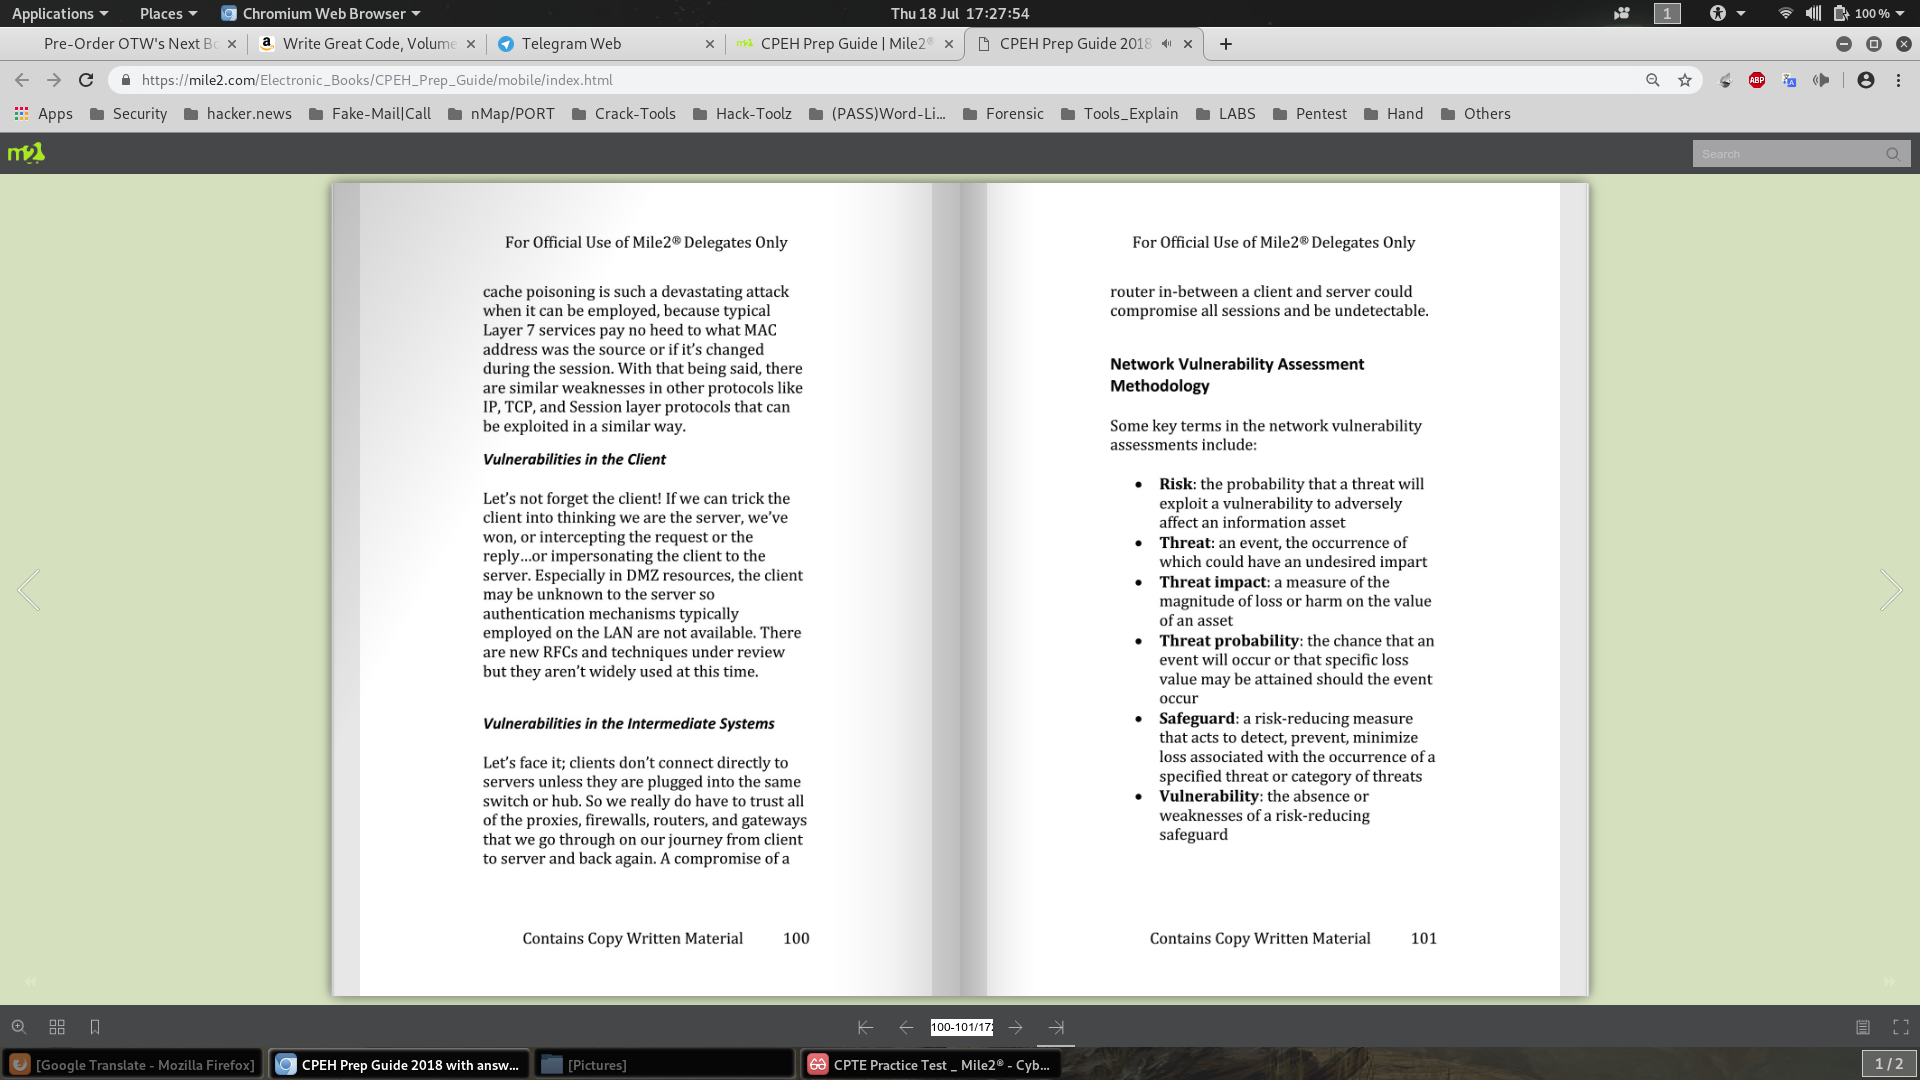 Applications Places Chromium Web Browser Thu 18 Jul 17:27:54 1 100 %
Pre-Order OTW's Next Bo Write Great Code, Volume Telegram Web CPEH Prep Guide | Mile2® CPEH Prep Guide 2018
https://mile2.com/Electronic_Books/CPEH_Prep_Guide/mobile/index.html ABP
Apps Security hacker.news Fake-Mail|Call nMap/PORT Crack-Tools Hack-Toolz (PASS)Word-Li... Forensic Tools_Explain LABS Pentest Hand Others
m2 Search
For Official Use of Mile2® Delegates Only
cache poisoning is such a devastating attack
when it can be employed, because typical
Layer 7 services pay no heed to what MAC
address was the source or if it's changed
during the session. With that being said, there
are similar weaknesses in other protocols like
IP, TCP, and Session layer protocols that can
be exploited in a similar way.
Vulnerabilities in the Client
Let's not forget the client! If we can trick the
client into thinking we are the server, we've
won, or intercepting the request or the
reply...or impersonating the client to the
server. Especially in DMZ resources, the client
may be unknown to the server so
authentication mechanisms typically
employed on the LAN are not available. There
are new RFCs and techniques under review
but they aren't widely used at this time.
Vulnerabilities in the Intermediate Systems
Let's face it; clients don't connect directly to
servers unless they are plugged into the same
switch or hub. So we really do have to trust all
of the proxies, firewalls, routers, and gateways
that we go through on our journey from client
to server and back again. A compromise of a
Contains Copy Written Material 100
For Official Use of Mile2® Delegates Only
router in-between a client and server could
compromise all sessions and be undetectable.
Network Vulnerability Assessment
Methodology
Some key terms in the network vulnerability
assessments include:
• Risk: the probability that a threat will
exploit a vulnerability to adversely
affect an information asset
• Threat: an event, the occurrence of
which could have an undesired impart
• Threat impact: a measure of the
magnitude of loss or harm on the value
of an asset
• Threat probability: the chance that an
event will occur or that specific loss
value may be attained should the event
occur
• Safeguard: a risk-reducing measure
that acts to detect, prevent, minimize
loss associated with the occurrence of a
specified threat or category of threats
• Vulnerability: the absence or
weaknesses of a risk-reducing
safeguard
Contains Copy Written Material 101
100-101/17
[Google Translate - Mozilla Firefox] CPEH Prep Guide 2018 with answ... [Pictures] CPTE Practice Test _ Mile2® - Cyb... 1 / 2